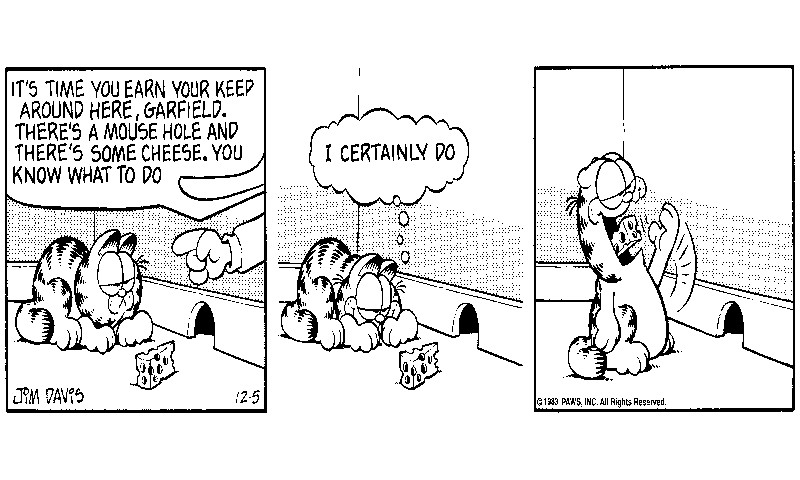 IT'S TIME YOU EARN YOUR KEEP
AROUND HERE, GARFIELD.
THERE'S A MOUSE HOLE AND
THERE'S SOME CHEESE. YOU
KNOW WHAT TO DO
JIM DAVIS
12-5
I CERTAINLY DO
©1983 PAWS, INC. All Rights Reserved.